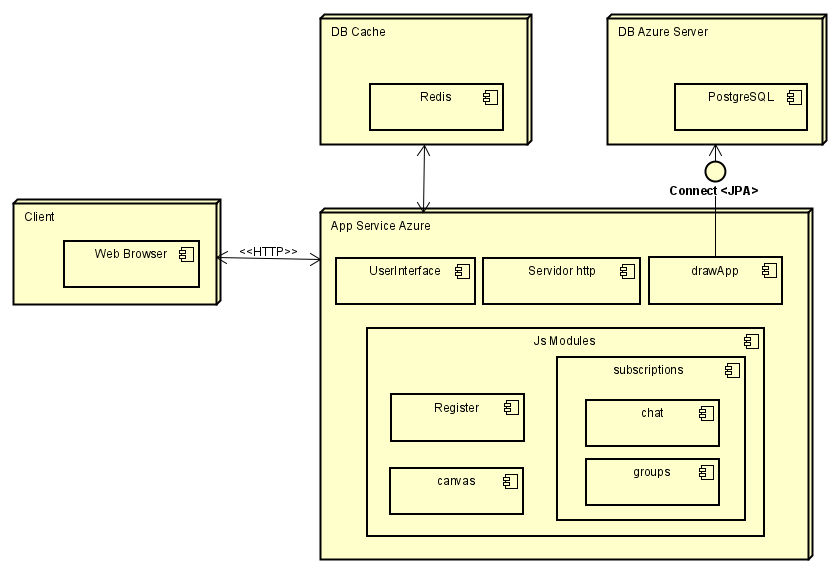 DB Cache
Redis
DB Azure Server
PostgreSQL
Connect <JPA>
Client
Web Browser
<<HTTP>>
App Service Azure
UserInterface
Servidor http
drawApp
Js Modules
Register
canvas
subscriptions
chat
groups